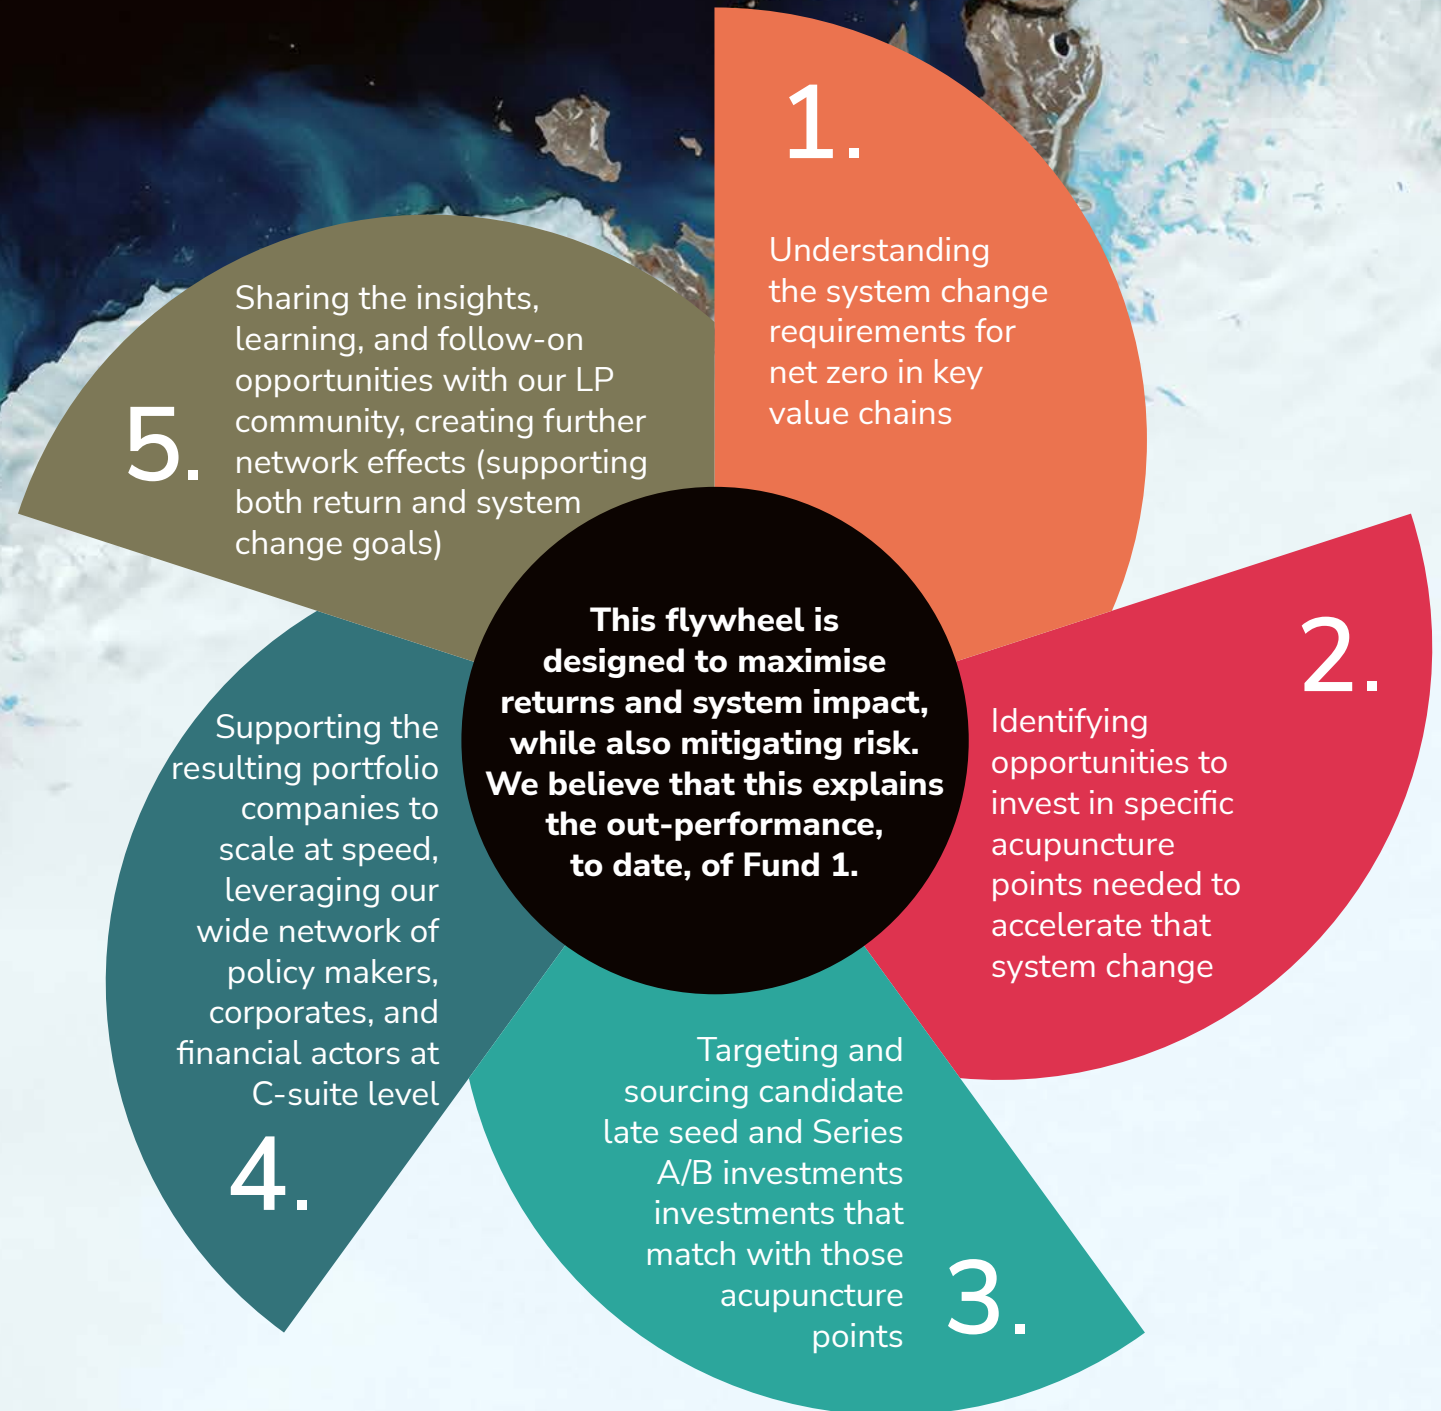 1.
Understanding
the system change
requirements for
net zero in key
value chains
2.
Identifying
opportunities to
invest in specific
acupuncture
points needed to
accelerate that
system change
Targeting and
sourcing candidate
late seed and Series
A/B investments
investments that
match with those
acupuncture
points
3.
Supporting the
resulting portfolio
companies to
scale at speed,
leveraging our
wide network of
policy makers,
corporates, and
financial actors at
C-suite level
4.
5.
Sharing the insights,
learning, and follow-on
opportunities with our LP
community, creating further
network effects (supporting
both return and system
change goals)
This flywheel is
designed to maximise
returns and system impact,
while also mitigating risk.
We believe that this explains
the out-performance,
to date, of Fund 1.